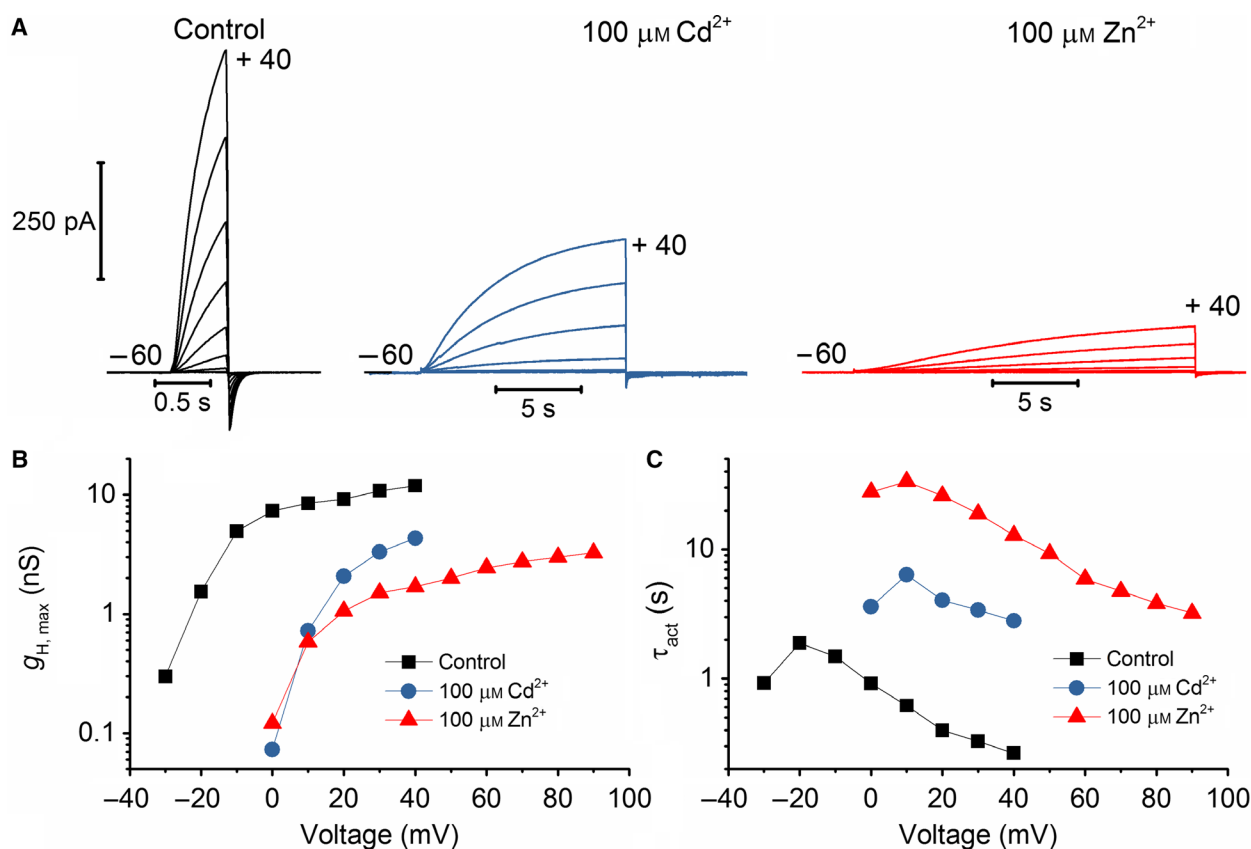 A
Control
100 μM Cd²⁺
100 μM Zn²⁺
+ 40
+ 40
+ 40
250 pA
–60
–60
–60
0.5 s
5 s
5 s
B
g_H, max (nS)
10
1
0.1
Control
100 μM Cd²⁺
100 μM Zn²⁺
–40 –20 0 20 40 60 80 100
Voltage (mV)
C
τ_act (s)
10
1
Control
100 μM Cd²⁺
100 μM Zn²⁺
–40 –20 0 20 40 60 80 100
Voltage (mV)